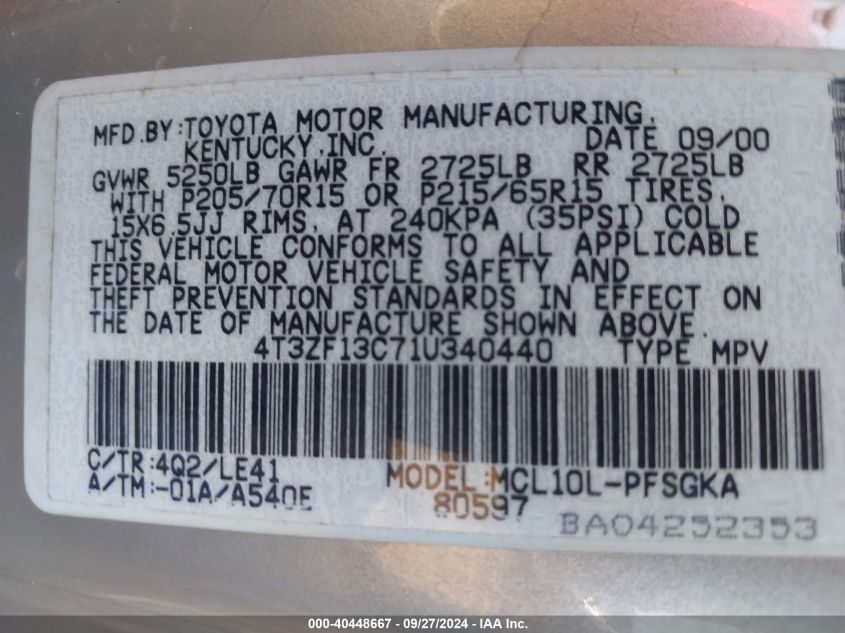 MFD.BY:TOYOTA MOTOR MANUFACTURING,
KENTUCKY,INC. DATE 09/00
GVWR 5250LB GAWR FR 2725LB RR 2725LB
WITH P205/70R15 OR P215/65R15 TIRES,
15X6.5JJ RIMS, AT 240KPA (35PSI) COLD
THIS VEHICLE CONFORMS TO ALL APPLICABLE
FEDERAL MOTOR VEHICLE SAFETY AND
THEFT PREVENTION STANDARDS IN EFFECT ON
THE DATE OF MANUFACTURE SHOWN ABOVE.
4T3ZF13C71U340440 TYPE MPV
C/TR:4Q2/LE41 MODEL:MCL10L-PFSGKA
A/TM:-01A/A540E 80597
BA04252353
000-40448667 - 09/27/2024 - IAA Inc.